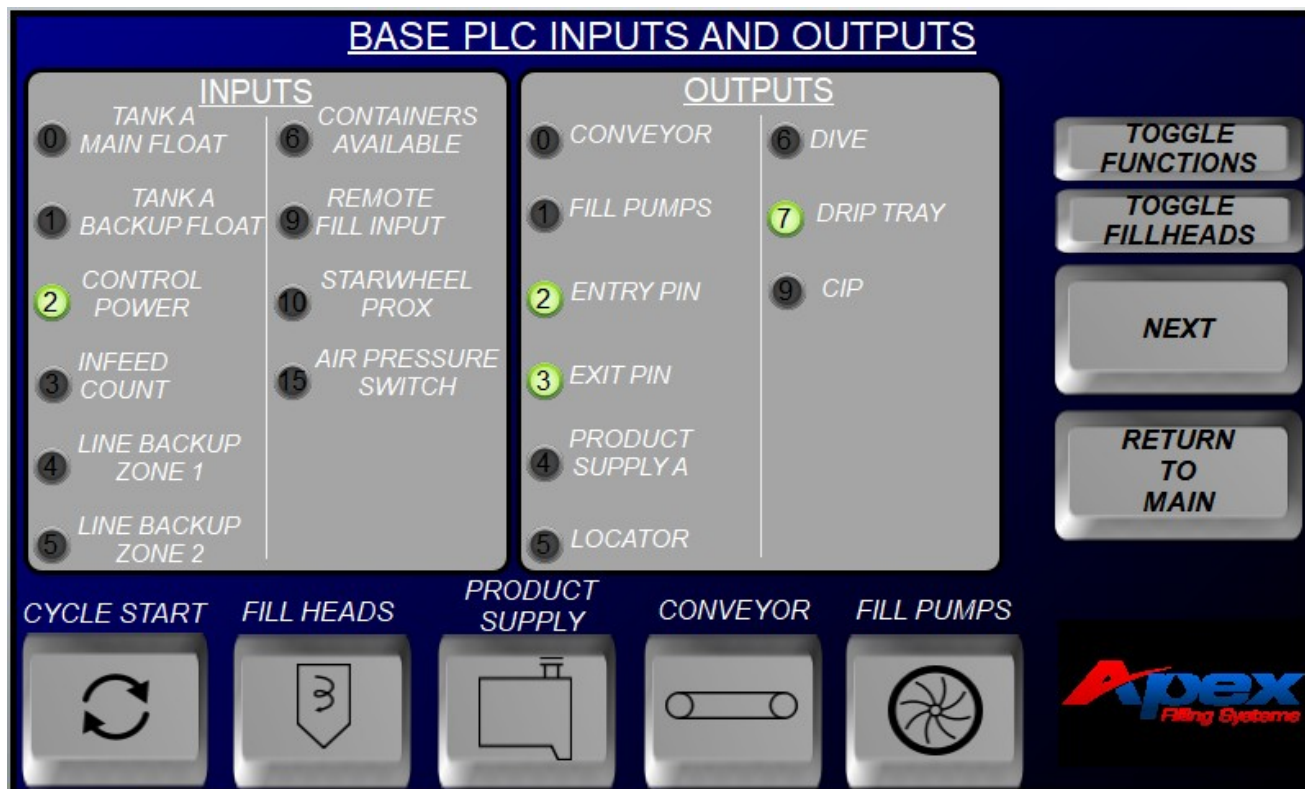 BASE PLC INPUTS AND OUTPUTS
INPUTS
0 TANK A
MAIN FLOAT
1 TANK A
BACKUP FLOAT
2 CONTROL
POWER
3 INFEED
COUNT
4 LINE BACKUP
ZONE 1
5 LINE BACKUP
ZONE 2
6 CONTAINERS
AVAILABLE
9 REMOTE
FILL INPUT
10 STARWHEEL
PROX
15 AIR PRESSURE
SWITCH
OUTPUTS
0 CONVEYOR
1 FILL PUMPS
2 ENTRY PIN
3 EXIT PIN
4 PRODUCT
SUPPLY A
5 LOCATOR
6 DIVE
7 DRIP TRAY
9 CIP
TOGGLE
FUNCTIONS
TOGGLE
FILLHEADS
NEXT
RETURN
TO
MAIN
CYCLE START
FILL HEADS
PRODUCT
SUPPLY
CONVEYOR
FILL PUMPS
Apex
Filling Systems